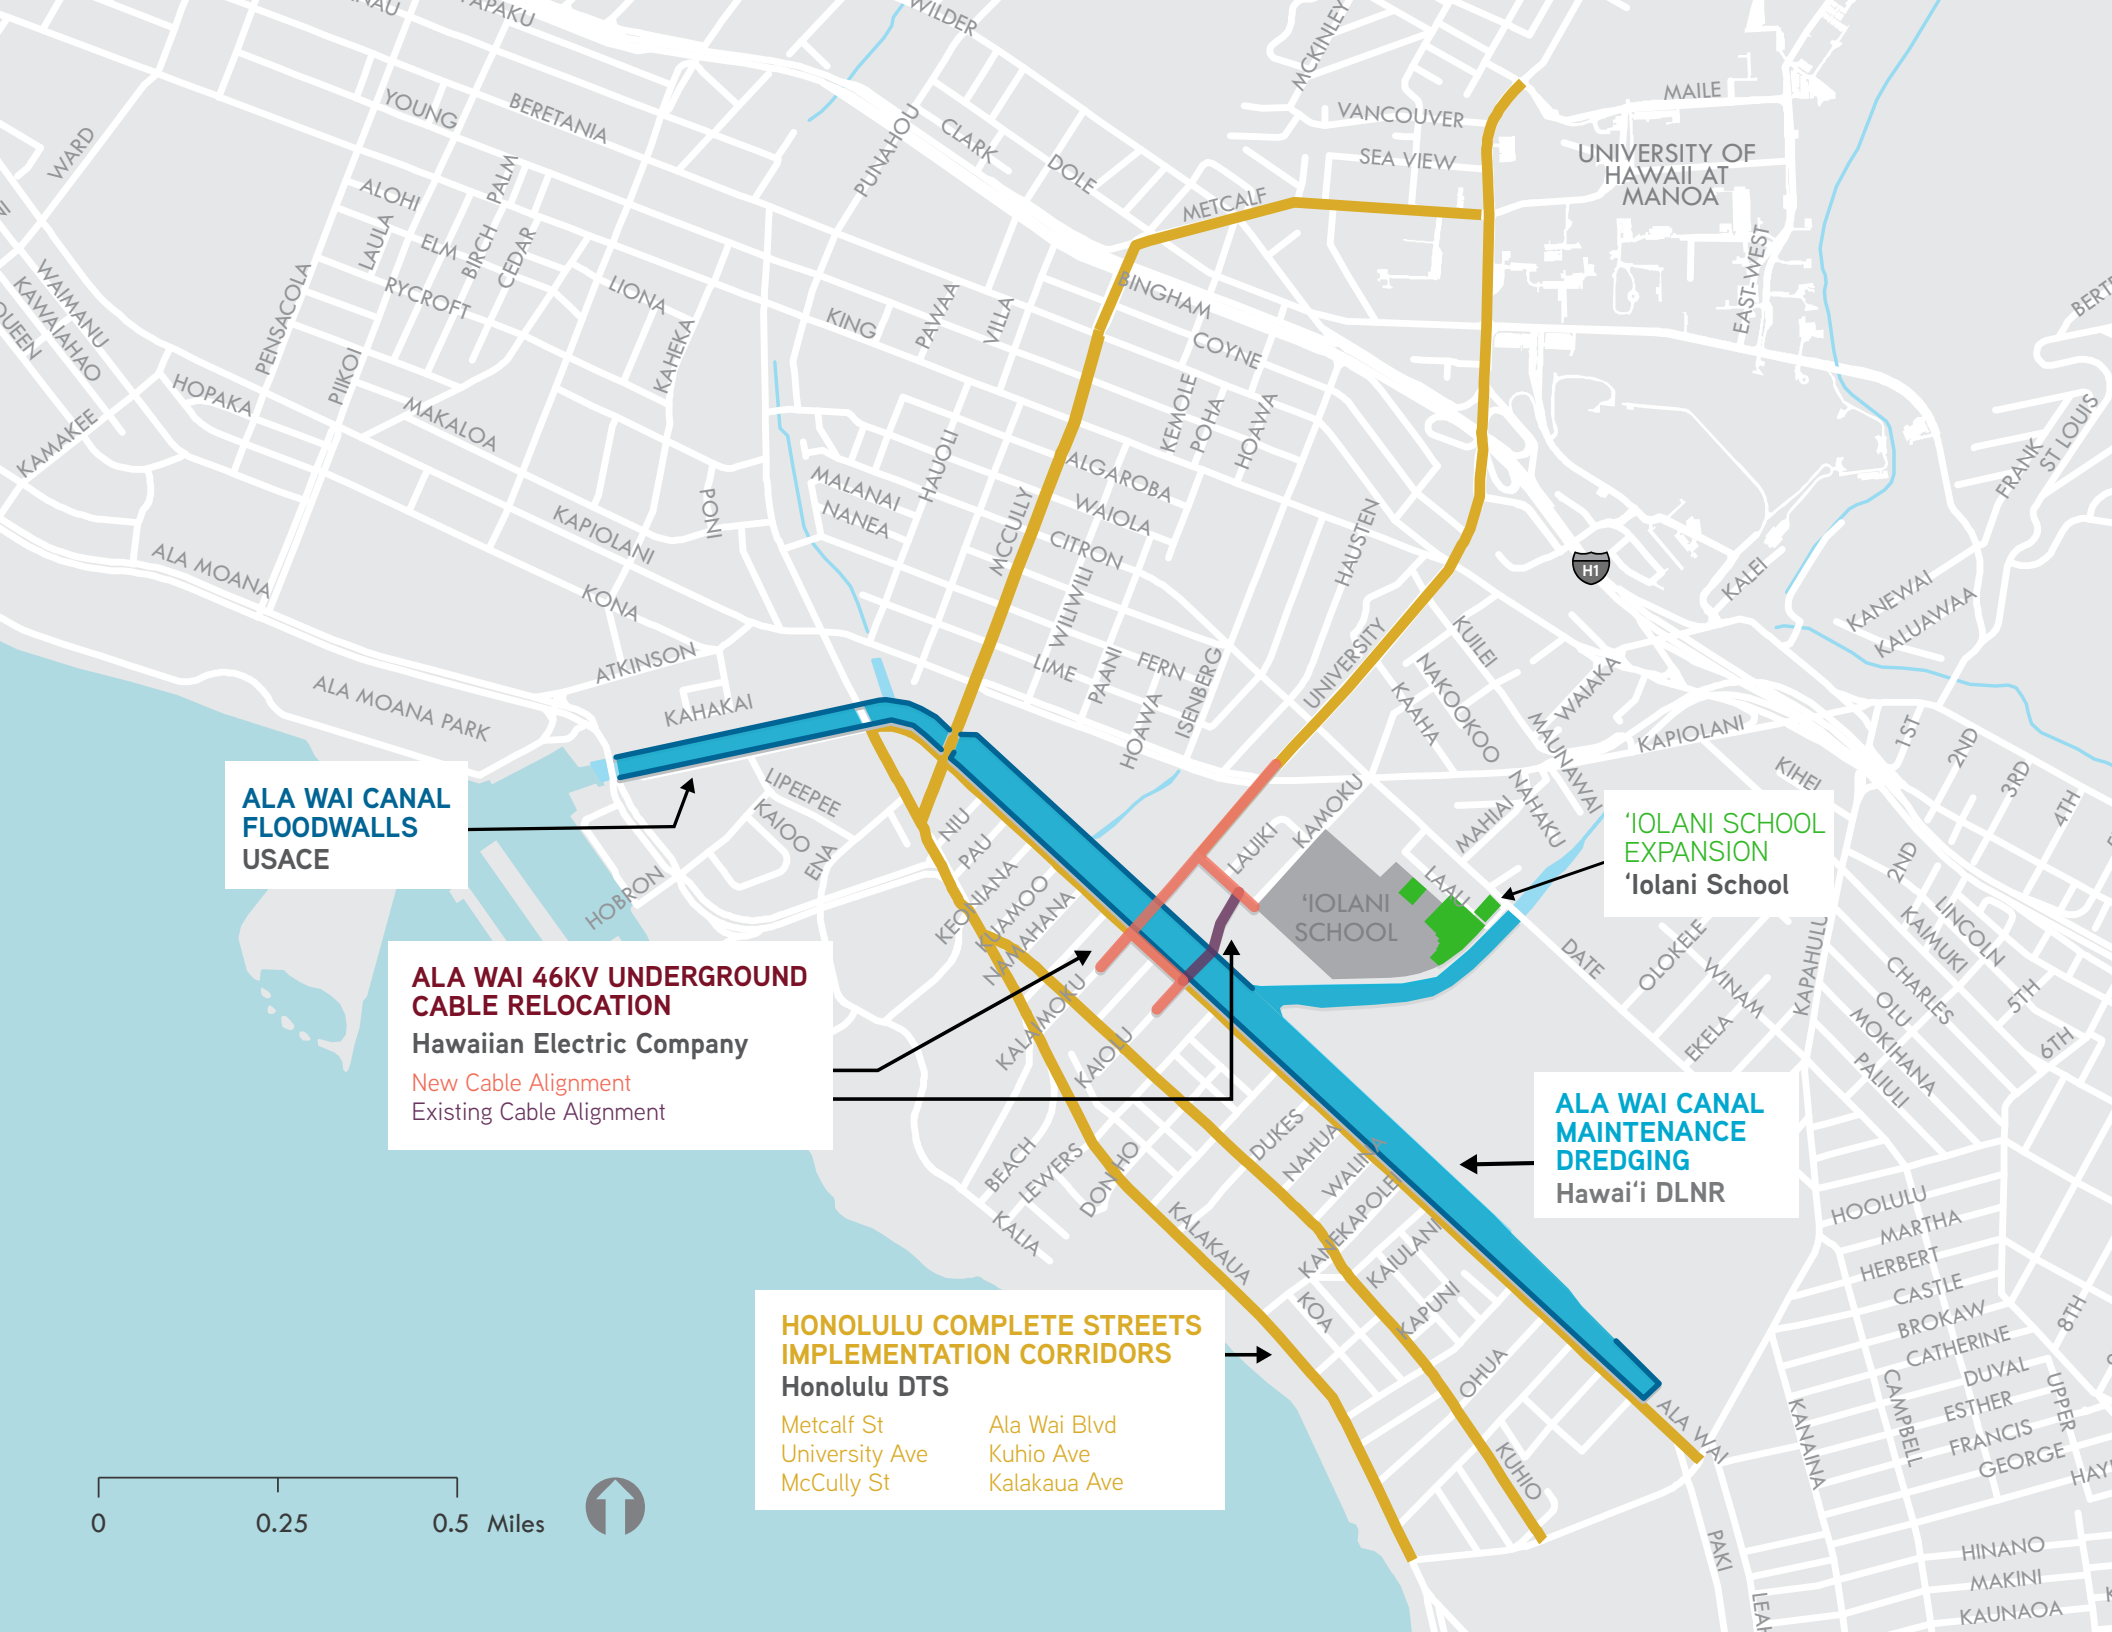 WILDER
MCKINLEY
YOUNG
BERETANIA
WARD
PUNAHOU
CLARK
DOLE
VANCOUVER
SEA VIEW
MAILE
UNIVERSITY OF
HAWAII AT
MANOA
METCALF
ALOHI
PALM
LAULA
ELM
BIRCH
CEDAR
RYCROFT
LIONA
KING
PAWAA
VILLA
BINGHAM
COYNE
EAST-WEST
WAIMANU
KAWAIAHAO
PENSACOLA
PIIKOI
KAHEKA
HOPAKA
MAKALOA
KAMAKEE
KEMOLE
POHA
HOAWA
HAUOLI
ALGAROBA
WAIOLA
CITRON
MALANAI
NANEA
MCCULLY
PONI
KAPIOLANI
KONA
ALA MOANA
HAUSTEN
FRANK
ST LOUIS
H1
KALEI
KANEWAI
KALUAWAA
WILIWILI
LIME
PAANI
FERN
ISENBERG
HOAWA
UNIVERSITY
KUILEI
NAKOOKOO
KAAHA
WAIAKA
MAUNAWAI
KAPIOLANI
ATKINSON
KAHAKAI
ALA MOANA PARK
1ST
2ND
3RD
4TH
KIHEI
NAHAKU
MAHIAI
KAMOKU
LAUIKI
LAAU
LIPEEPEE
KAIOO
ENA
HOBRON
NIU
PAU
KEONIANA
KUAMOO
NAMAHANA
KALAIMOKU
KAIOLU
ALA WAI CANAL
FLOODWALLS
USACE
‘IOLANI SCHOOL
EXPANSION
‘Iolani School
‘IOLANI
SCHOOL
2ND
LINCOLN
KAIMUKI
CHARLES
OLU
MOKIHANA
PALIULI
5TH
6TH
DATE
OLOKELE
WINAM
EKELA
ALA WAI 46KV UNDERGROUND
CABLE RELOCATION
Hawaiian Electric Company
New Cable Alignment
Existing Cable Alignment
ALA WAI CANAL
MAINTENANCE
DREDGING
Hawai‘i DLNR
BEACH
LEWERS
KALIA
KALAKAUA
DUKES
NAHUA
WALINA
KANEKAPOLEI
KAIULANI
KOA
KAPUNI
OHUA
KUHIO
ALA WAI
PAKI
HOOLULU
MARTHA
HERBERT
CASTLE
BROKAW
CATHERINE
DUVAL
ESTHER
FRANCIS
GEORGE
UPPER
8TH
CAMPBELL
KANAINA
HINANO
MAKINI
KAUNAOA
HONOLULU COMPLETE STREETS
IMPLEMENTATION CORRIDORS
Honolulu DTS
Metcalf St
University Ave
McCully St
Ala Wai Blvd
Kuhio Ave
Kalakaua Ave
0 0.25 0.5 Miles